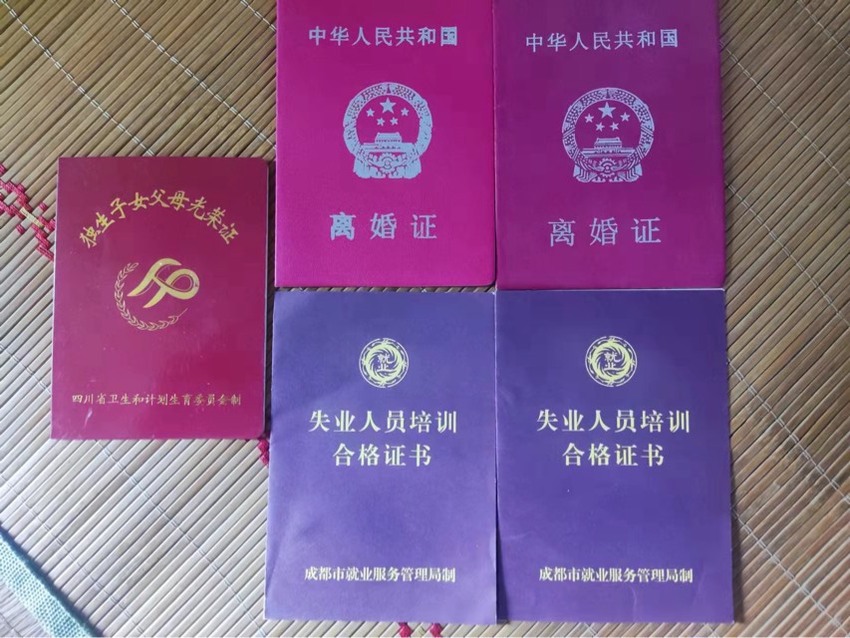 中华人民共和国
离婚证
中华人民共和国
离婚证
独生子女父母光荣证
四川省卫生和计划生育委员会制
就业
失业人员培训
合格证书
成都市就业服务管理局制
就业
失业人员培训
合格证书
成都市就业服务管理局制